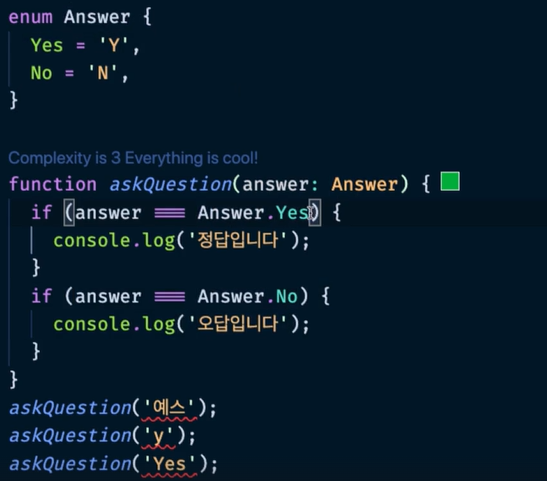 enum Answer {
  Yes = 'Y',
  No = 'N',
}
Complexity is 3 Everything is cool!
function askQuestion(answer: Answer) {
  if (answer === Answer.Yes) {
    console.log('정답입니다');
  }
  if (answer === Answer.No) {
    console.log('오답입니다');
  }
}
askQuestion('예스');
askQuestion('y');
askQuestion('Yes');